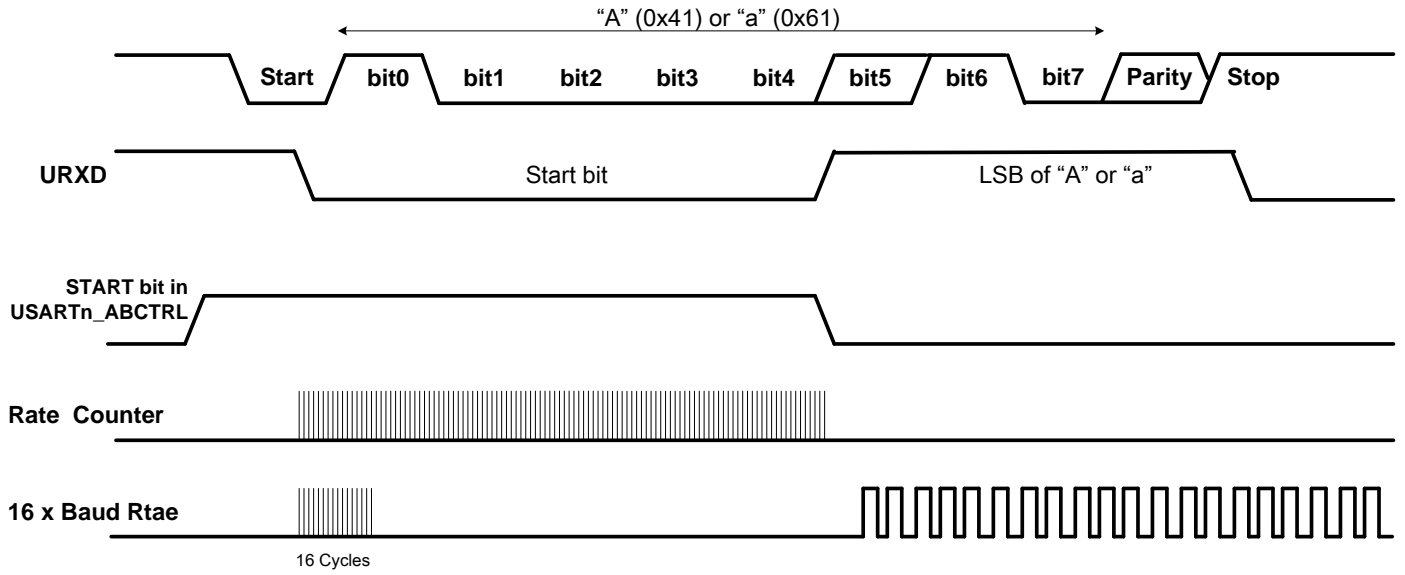 “A” (0x41) or “a” (0x61)
Start bit0 bit1 bit2 bit3 bit4 bit5 bit6 bit7 Parity Stop
URXD Start bit LSB of “A” or “a”
START bit in
USARTn_ABCTRL
Rate Counter
16 x Baud Rtae
16 Cycles